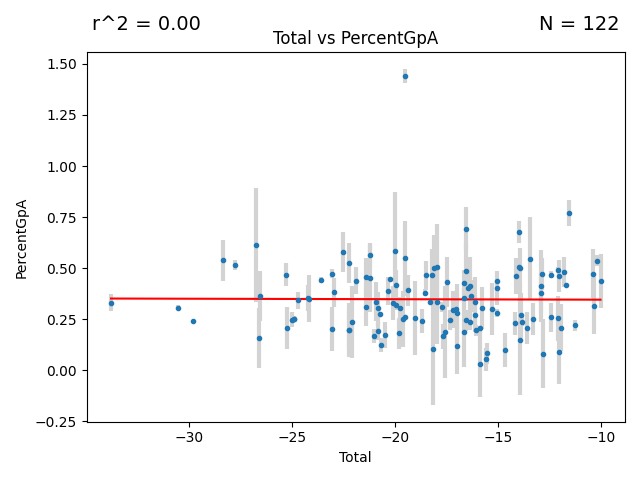 r^2 = 0.00
N = 122
Total vs PercentGpA
1.50
1.25
1.00
0.75
0.50
0.25
0.00
−0.25
PercentGpA
−30
−25
−20
−15
−10
Total